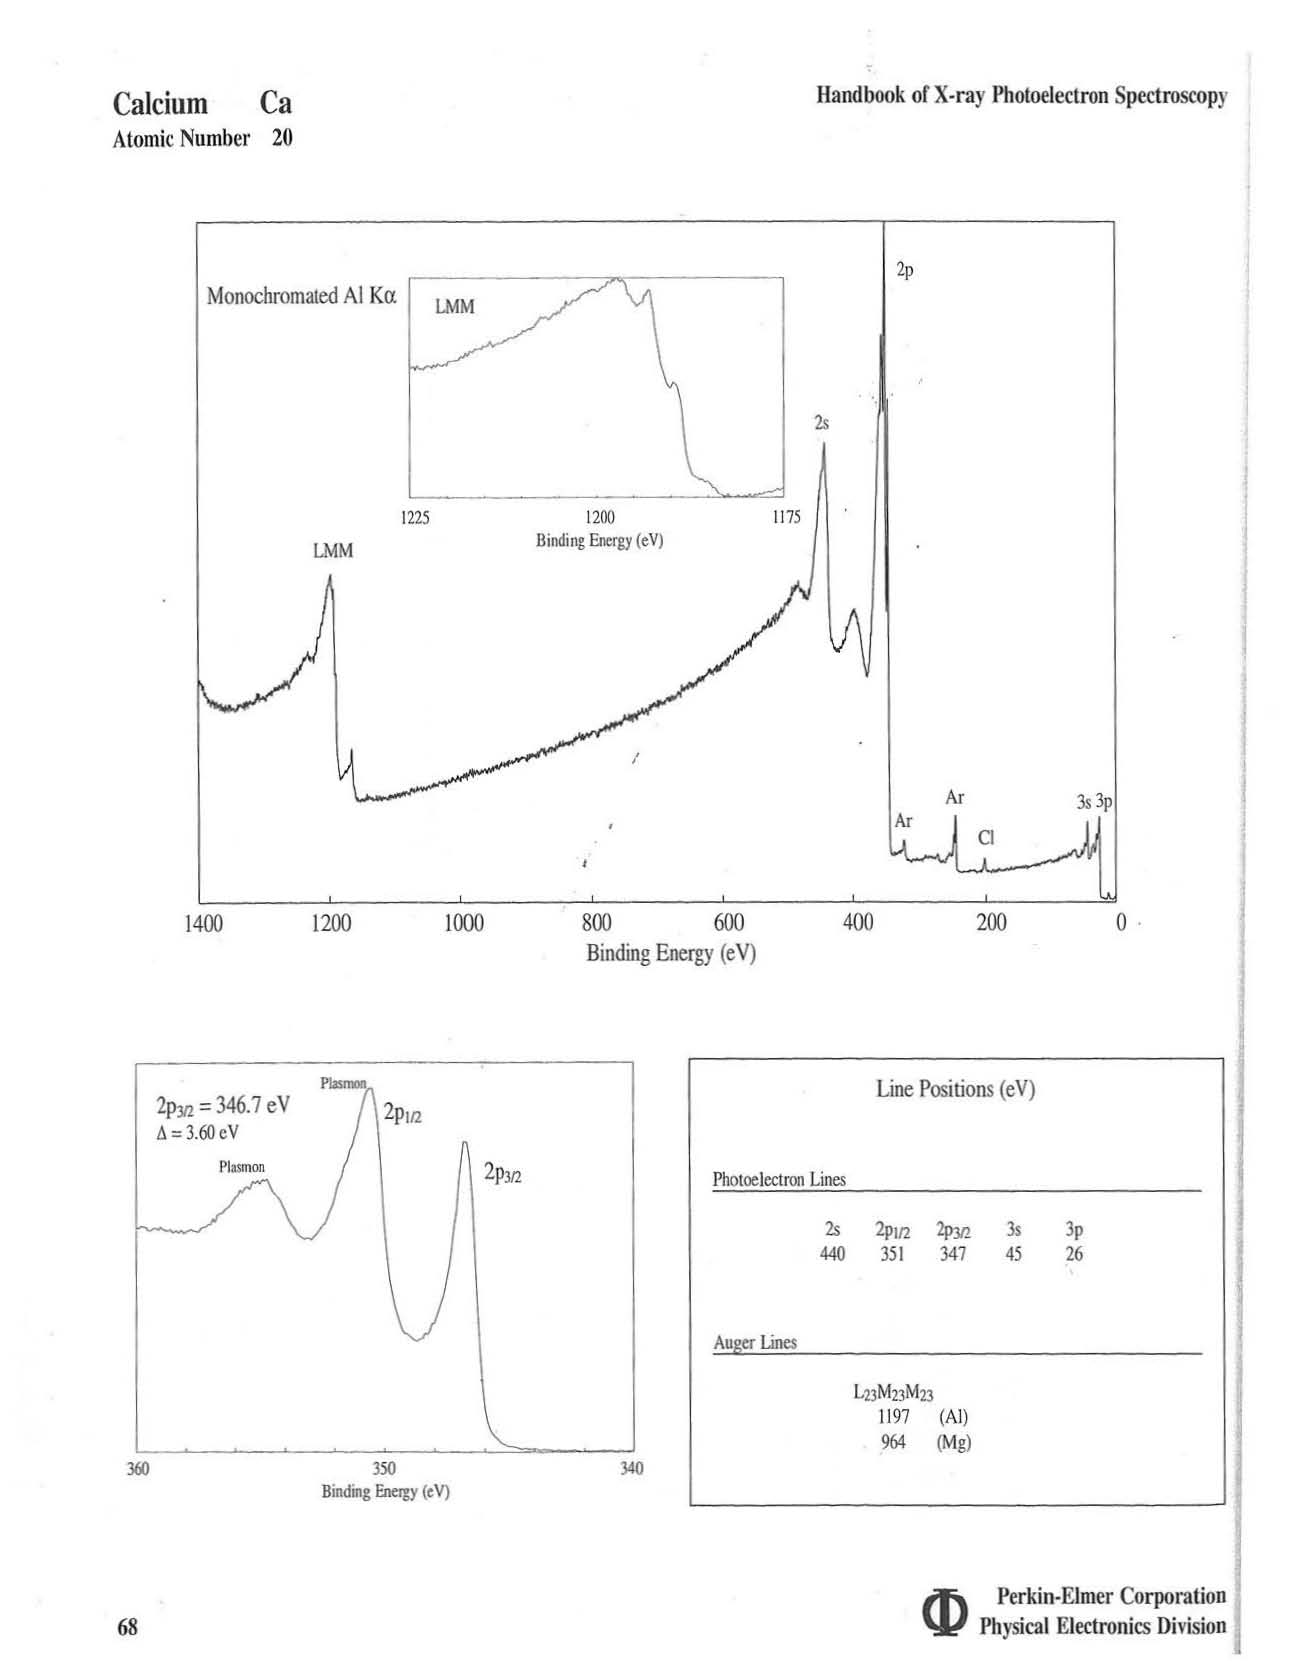 Calcium Ca
Atomic Number 20
Handbook of X-ray Photoelectron Spectroscopy
Monochromated Al Kα
LMM
1225 1200 1175
Binding Energy (eV)
2p
2s
LMM
Ar
Ar
Cl
3s 3p
1400 1200 1000 800 600 400 200 0
Binding Energy (eV)
2p3/2 = 346.7 eV
Δ = 3.60 eV
Plasmon
Plasmon
2p1/2
2p3/2
360 350 340
Binding Energy (eV)
Line Positions (eV)
Photoelectron Lines
2s 2p1/2 2p3/2 3s 3p
440 351 347 45 26
Auger Lines
L23M23M23
1197 (Al)
964 (Mg)
68
Perkin-Elmer Corporation
Physical Electronics Division